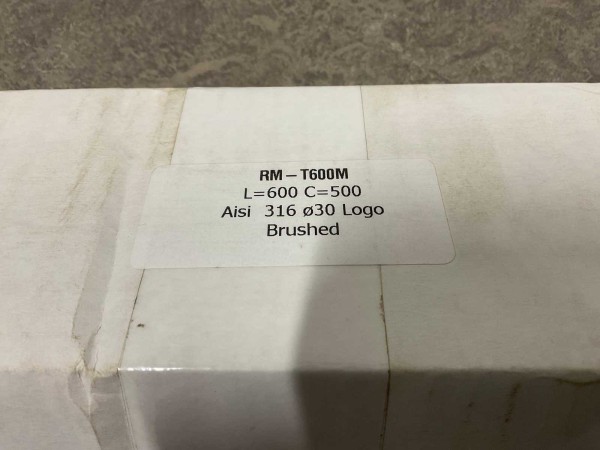 RM – T600M
L=600 C=500
Aisi 316 ø30 Logo
Brushed